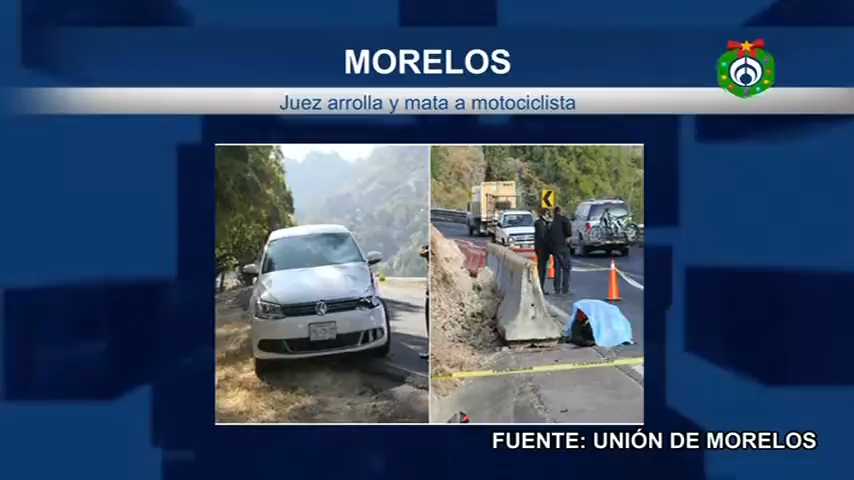 MORELOS
Juez arrolla y mata a motociclista
FUENTE: UNIÓN DE MORELOS